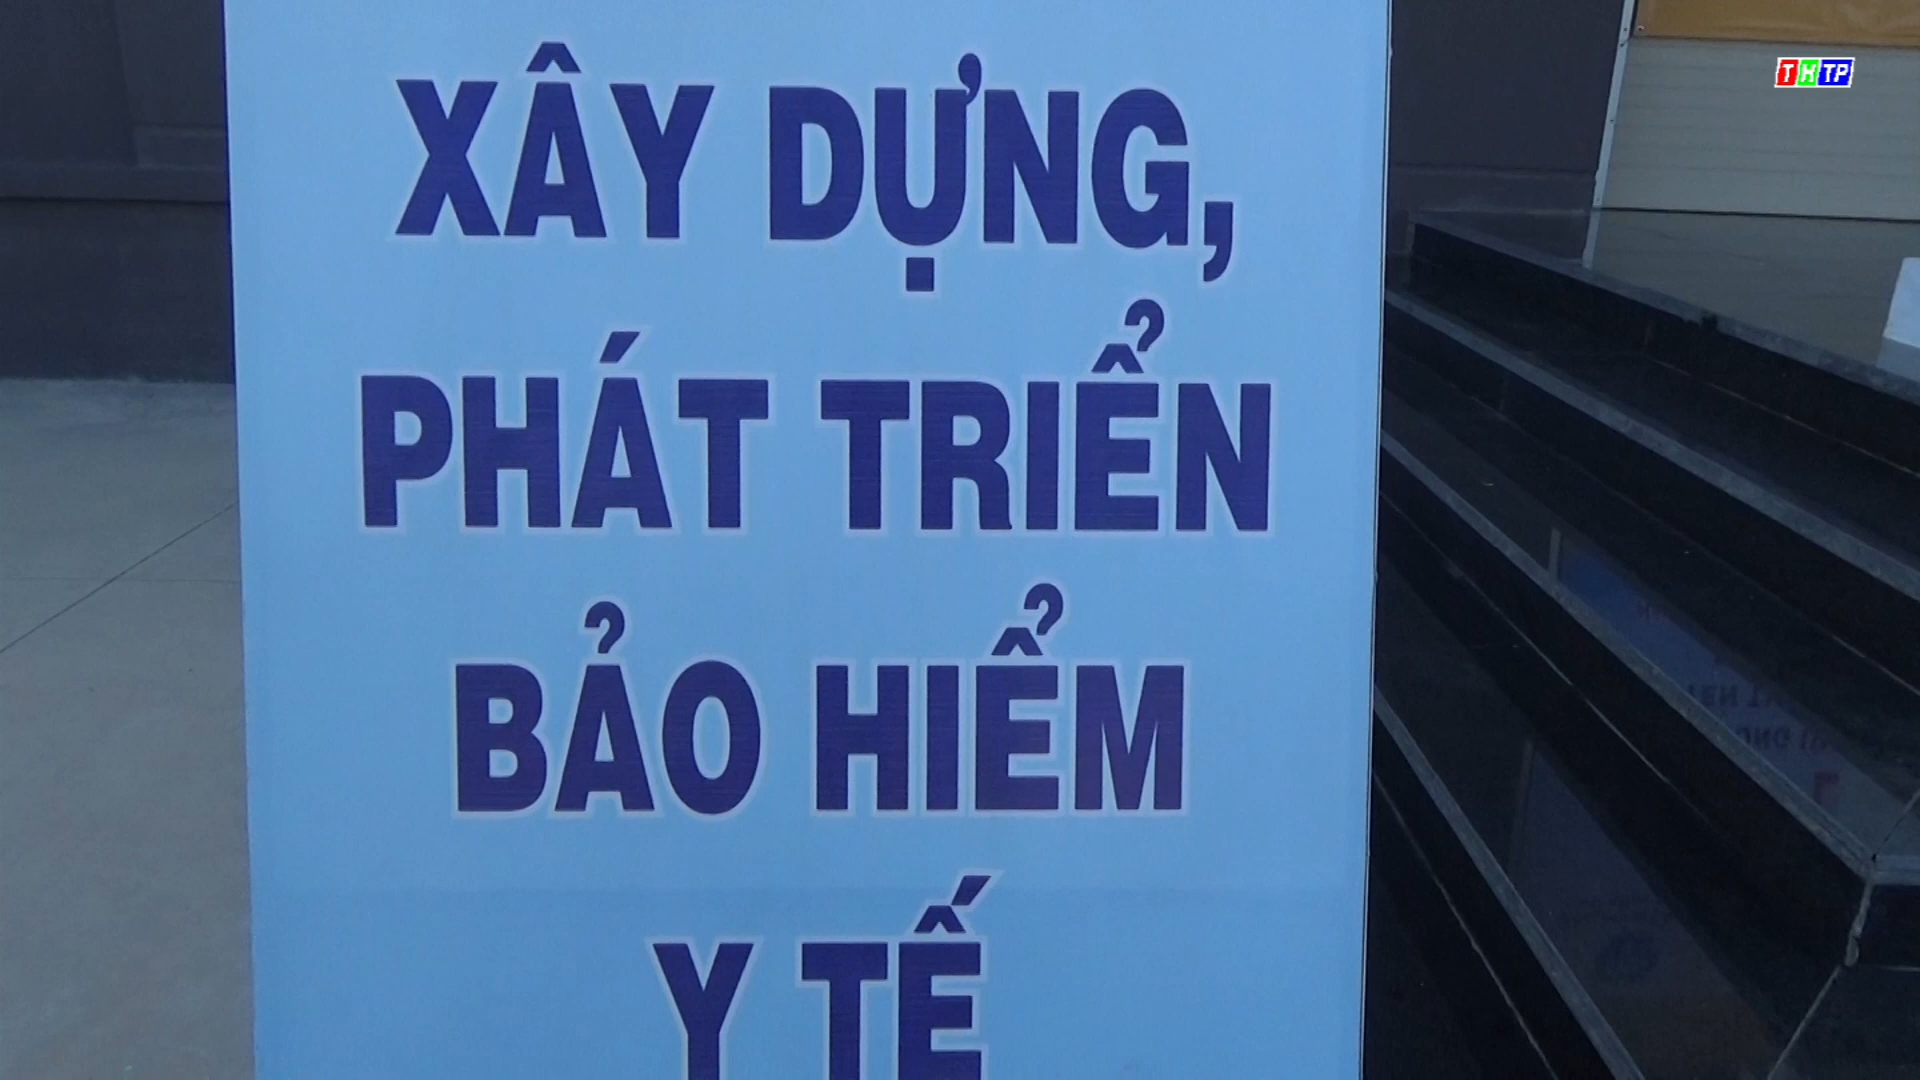 THTP
XÂY DỰNG,
PHÁT TRIỂN
BẢO HIỂM
Y TẾ